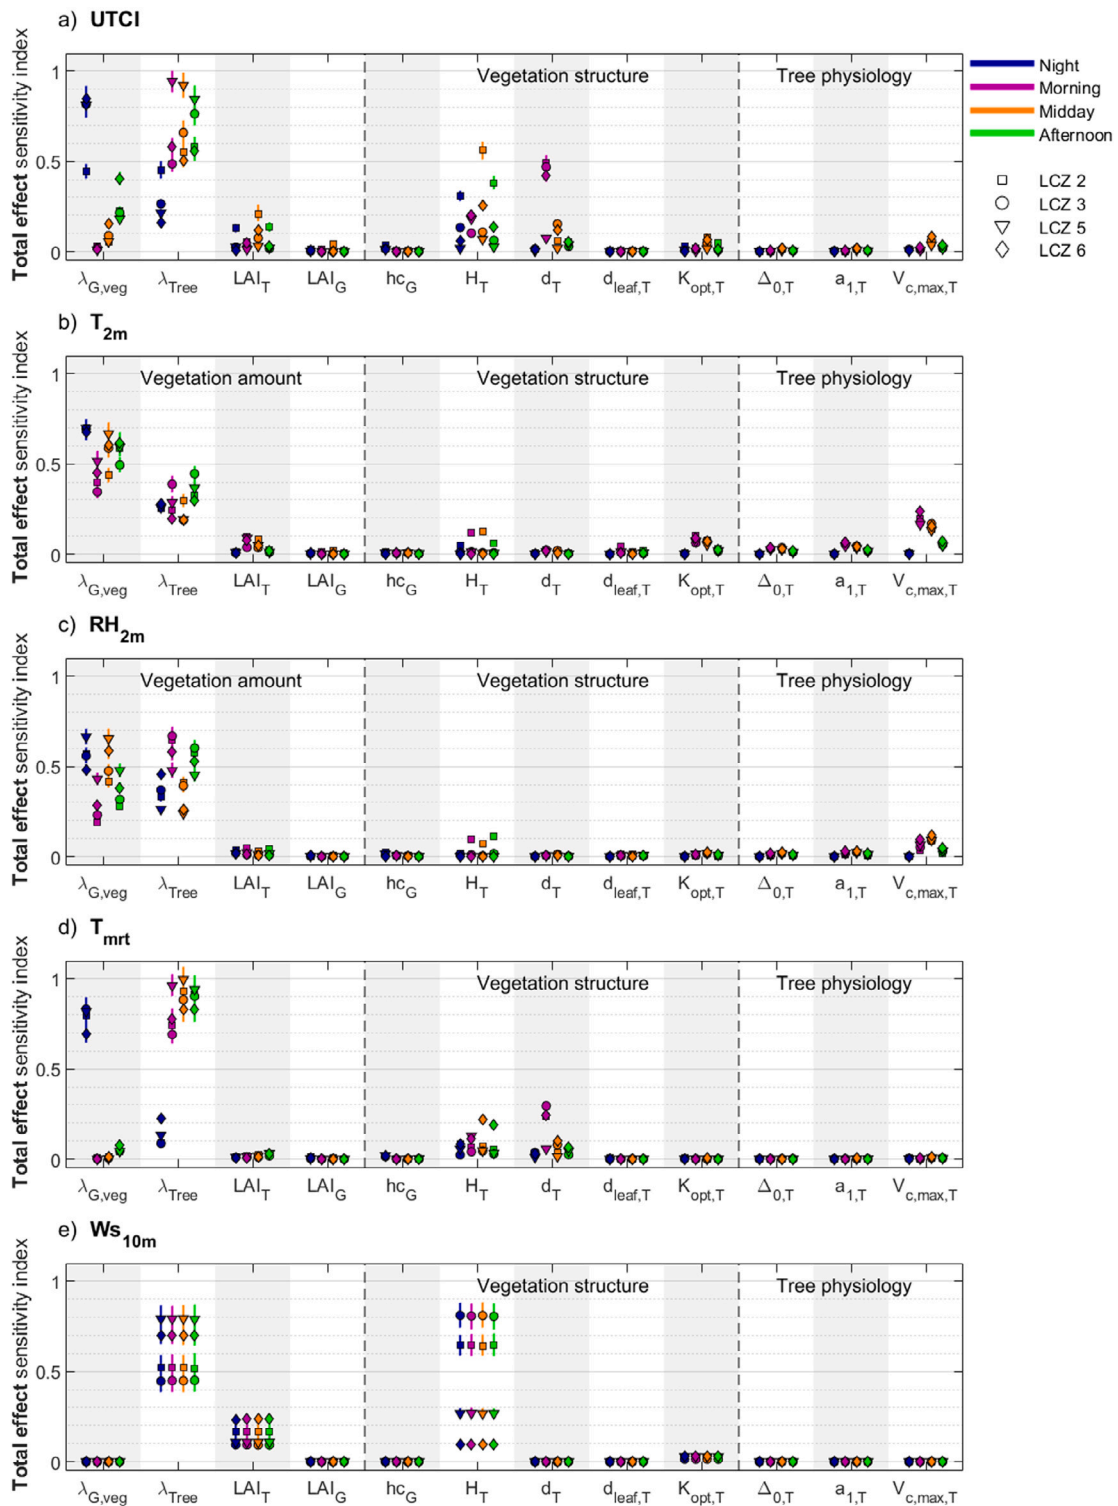 a) UTCI
Total effect sensitivity index
1
0.5
0
Vegetation structure
Tree physiology
λG,veg λTree LAIT LAIG hcG HT dT dleaf,T Kopt,T Δ0,T a1,T Vc,max,T
Night
Morning
Midday
Afternoon
LCZ 2
LCZ 3
LCZ 5
LCZ 6
b) T2m
Total effect sensitivity index
1
0.5
0
Vegetation amount
Vegetation structure
Tree physiology
λG,veg λTree LAIT LAIG hcG HT dT dleaf,T Kopt,T Δ0,T a1,T Vc,max,T
c) RH2m
Total effect sensitivity index
1
0.5
0
Vegetation amount
Vegetation structure
Tree physiology
λG,veg λTree LAIT LAIG hcG HT dT dleaf,T Kopt,T Δ0,T a1,T Vc,max,T
d) Tmrt
Total effect sensitivity index
1
0.5
0
Vegetation structure
Tree physiology
λG,veg λTree LAIT LAIG hcG HT dT dleaf,T Kopt,T Δ0,T a1,T Vc,max,T
e) Ws10m
Total effect sensitivity index
1
0.5
0
Vegetation structure
Tree physiology
λG,veg λTree LAIT LAIG hcG HT dT dleaf,T Kopt,T Δ0,T a1,T Vc,max,T